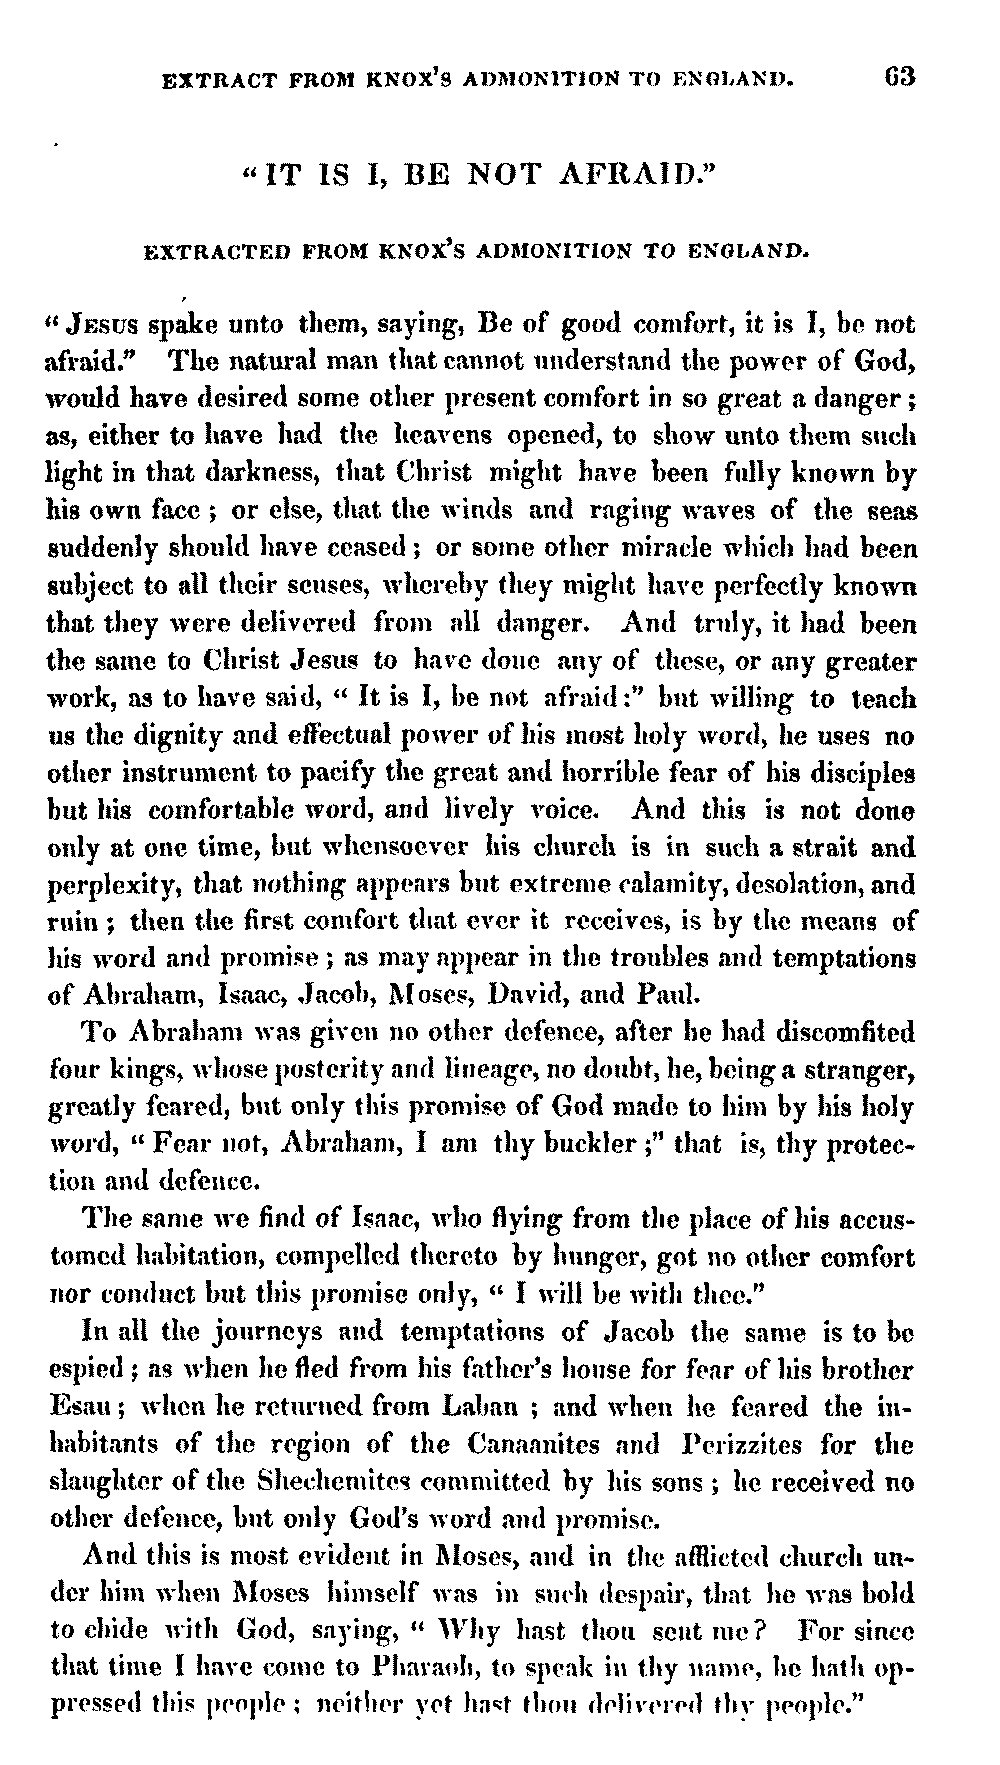 EXTRACT FROM KNOX'S ADMONITION TO ENGLAND. 63
"IT IS I, BE NOT AFRAID."
EXTRACTED FROM KNOX'S ADMONITION TO ENGLAND.
"JESUS spake unto them, saying, Be of good comfort, it is I, be not
afraid." The natural man that cannot understand the power of God,
would have desired some other present comfort in so great a danger;
as, either to have had the heavens opened, to show unto them such
light in that darkness, that Christ might have been fully known by
his own face; or else, that the winds and raging waves of the seas
suddenly should have ceased; or some other miracle which had been
subject to all their senses, whereby they might have perfectly known
that they were delivered from all danger. And truly, it had been
the same to Christ Jesus to have done any of these, or any greater
work, as to have said, "It is I, be not afraid:" but willing to teach
us the dignity and effectual power of his most holy word, he uses no
other instrument to pacify the great and horrible fear of his disciples
but his comfortable word, and lively voice. And this is not done
only at one time, but whensoever his church is in such a strait and
perplexity, that nothing appears but extreme calamity, desolation, and
ruin; then the first comfort that ever it receives, is by the means of
his word and promise; as may appear in the troubles and temptations
of Abraham, Isaac, Jacob, Moses, David, and Paul.
To Abraham was given no other defence, after he had discomfited
four kings, whose posterity and lineage, no doubt, he, being a stranger,
greatly feared, but only this promise of God made to him by his holy
word, "Fear not, Abraham, I am thy buckler;" that is, thy protec-
tion and defence.
The same we find of Isaac, who flying from the place of his accus-
tomed habitation, compelled thereto by hunger, got no other comfort
nor conduct but this promise only, "I will be with thee."
In all the journeys and temptations of Jacob the same is to be
espied; as when he fled from his father's house for fear of his brother
Esau; when he returned from Laban; and when he feared the in-
habitants of the region of the Canaanites and Perizzites for the
slaughter of the Shechemites committed by his sons; he received no
other defence, but only God's word and promise.
And this is most evident in Moses, and in the afflicted church un-
der him when Moses himself was in such despair, that he was bold
to chide with God, saying, "Why hast thou sent me? For since
that time I have come to Pharaoh, to speak in thy name, he hath op-
pressed this people; neither yet hast thou delivered thy people."